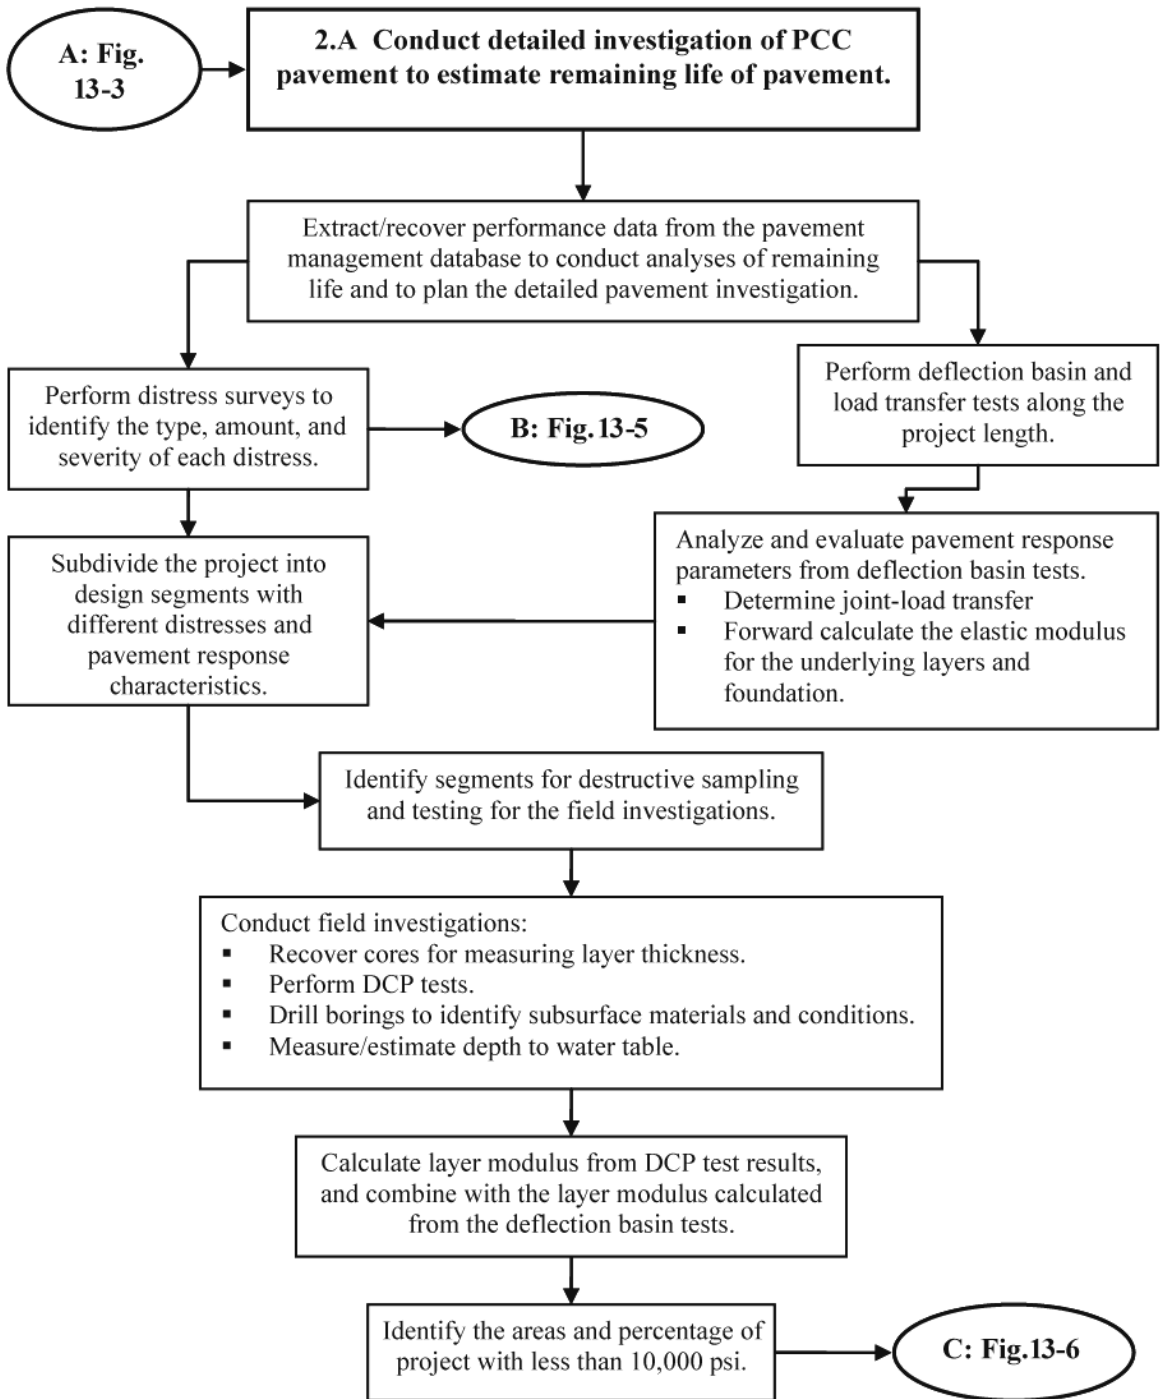 A: Fig.
13-3
2.A  Conduct detailed investigation of PCC
pavement to estimate remaining life of pavement.
Extract/recover performance data from the pavement
management database to conduct analyses of remaining
life and to plan the detailed pavement investigation.
Perform distress surveys to
identify the type, amount, and
severity of each distress.
B: Fig.13-5
Perform deflection basin and
load transfer tests along the
project length.
Subdivide the project into
design segments with
different distresses and
pavement response
characteristics.
Analyze and evaluate pavement response
parameters from deflection basin tests.
▪ Determine joint-load transfer
▪ Forward calculate the elastic modulus
for the underlying layers and
foundation.
Identify segments for destructive sampling
and testing for the field investigations.
Conduct field investigations:
▪ Recover cores for measuring layer thickness.
▪ Perform DCP tests.
▪ Drill borings to identify subsurface materials and conditions.
▪ Measure/estimate depth to water table.
Calculate layer modulus from DCP test results,
and combine with the layer modulus calculated
from the deflection basin tests.
Identify the areas and percentage of
project with less than 10,000 psi.
C: Fig.13-6